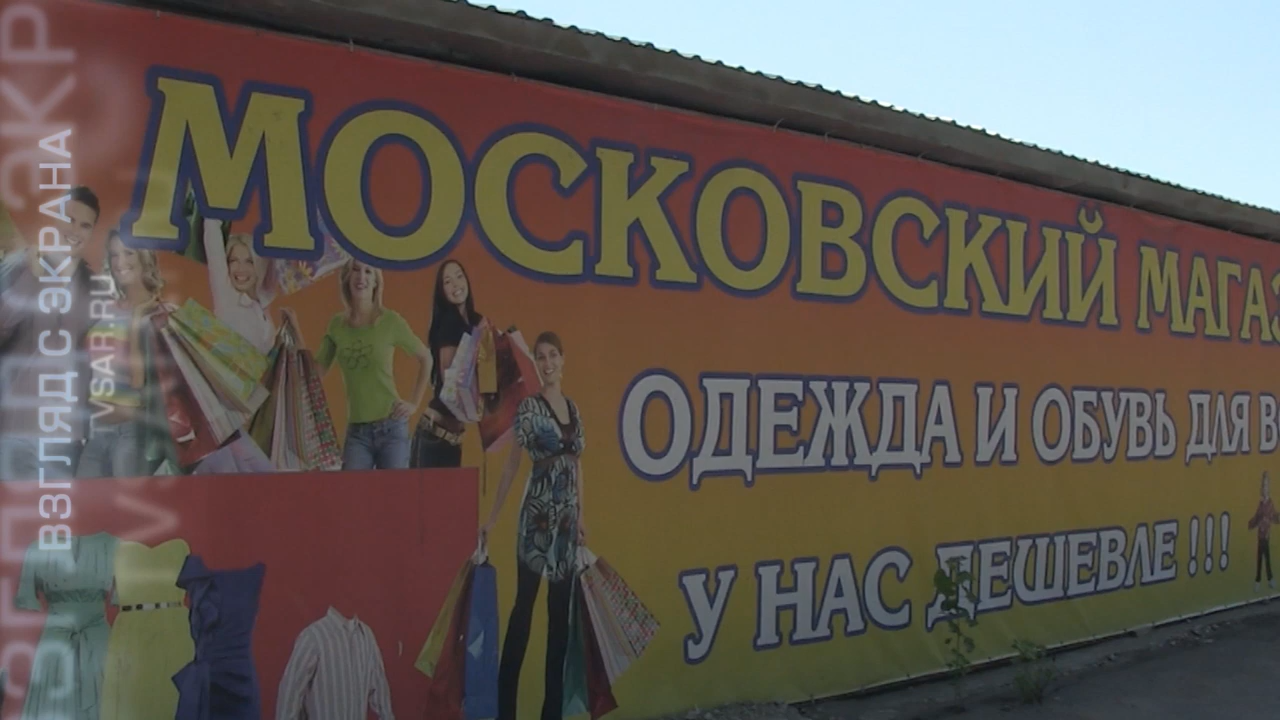 МОСКОВСКИЙ МАГАЗ
ОДЕЖДА И ОБУВЬ ДЛЯ В
У НАС ДЕШЕВЛЕ !!!
ВЗГЛЯД С ЭКРАНА
TVSAR.RU